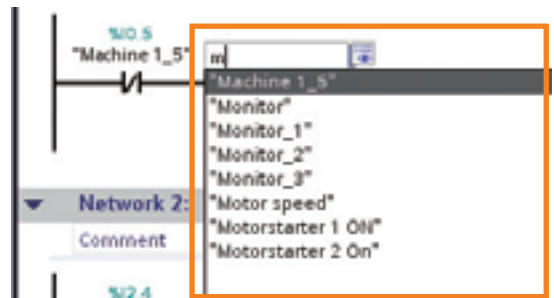 %I0.5
"Machine 1_5"
m
"Machine 1_5"
"Monitor"
"Monitor_1"
"Monitor_2"
"Monitor_3"
"Motor speed"
"Motorstarter 1 ON"
"Motorstarter 2 On"
Network 2:
Comment
%I2.4